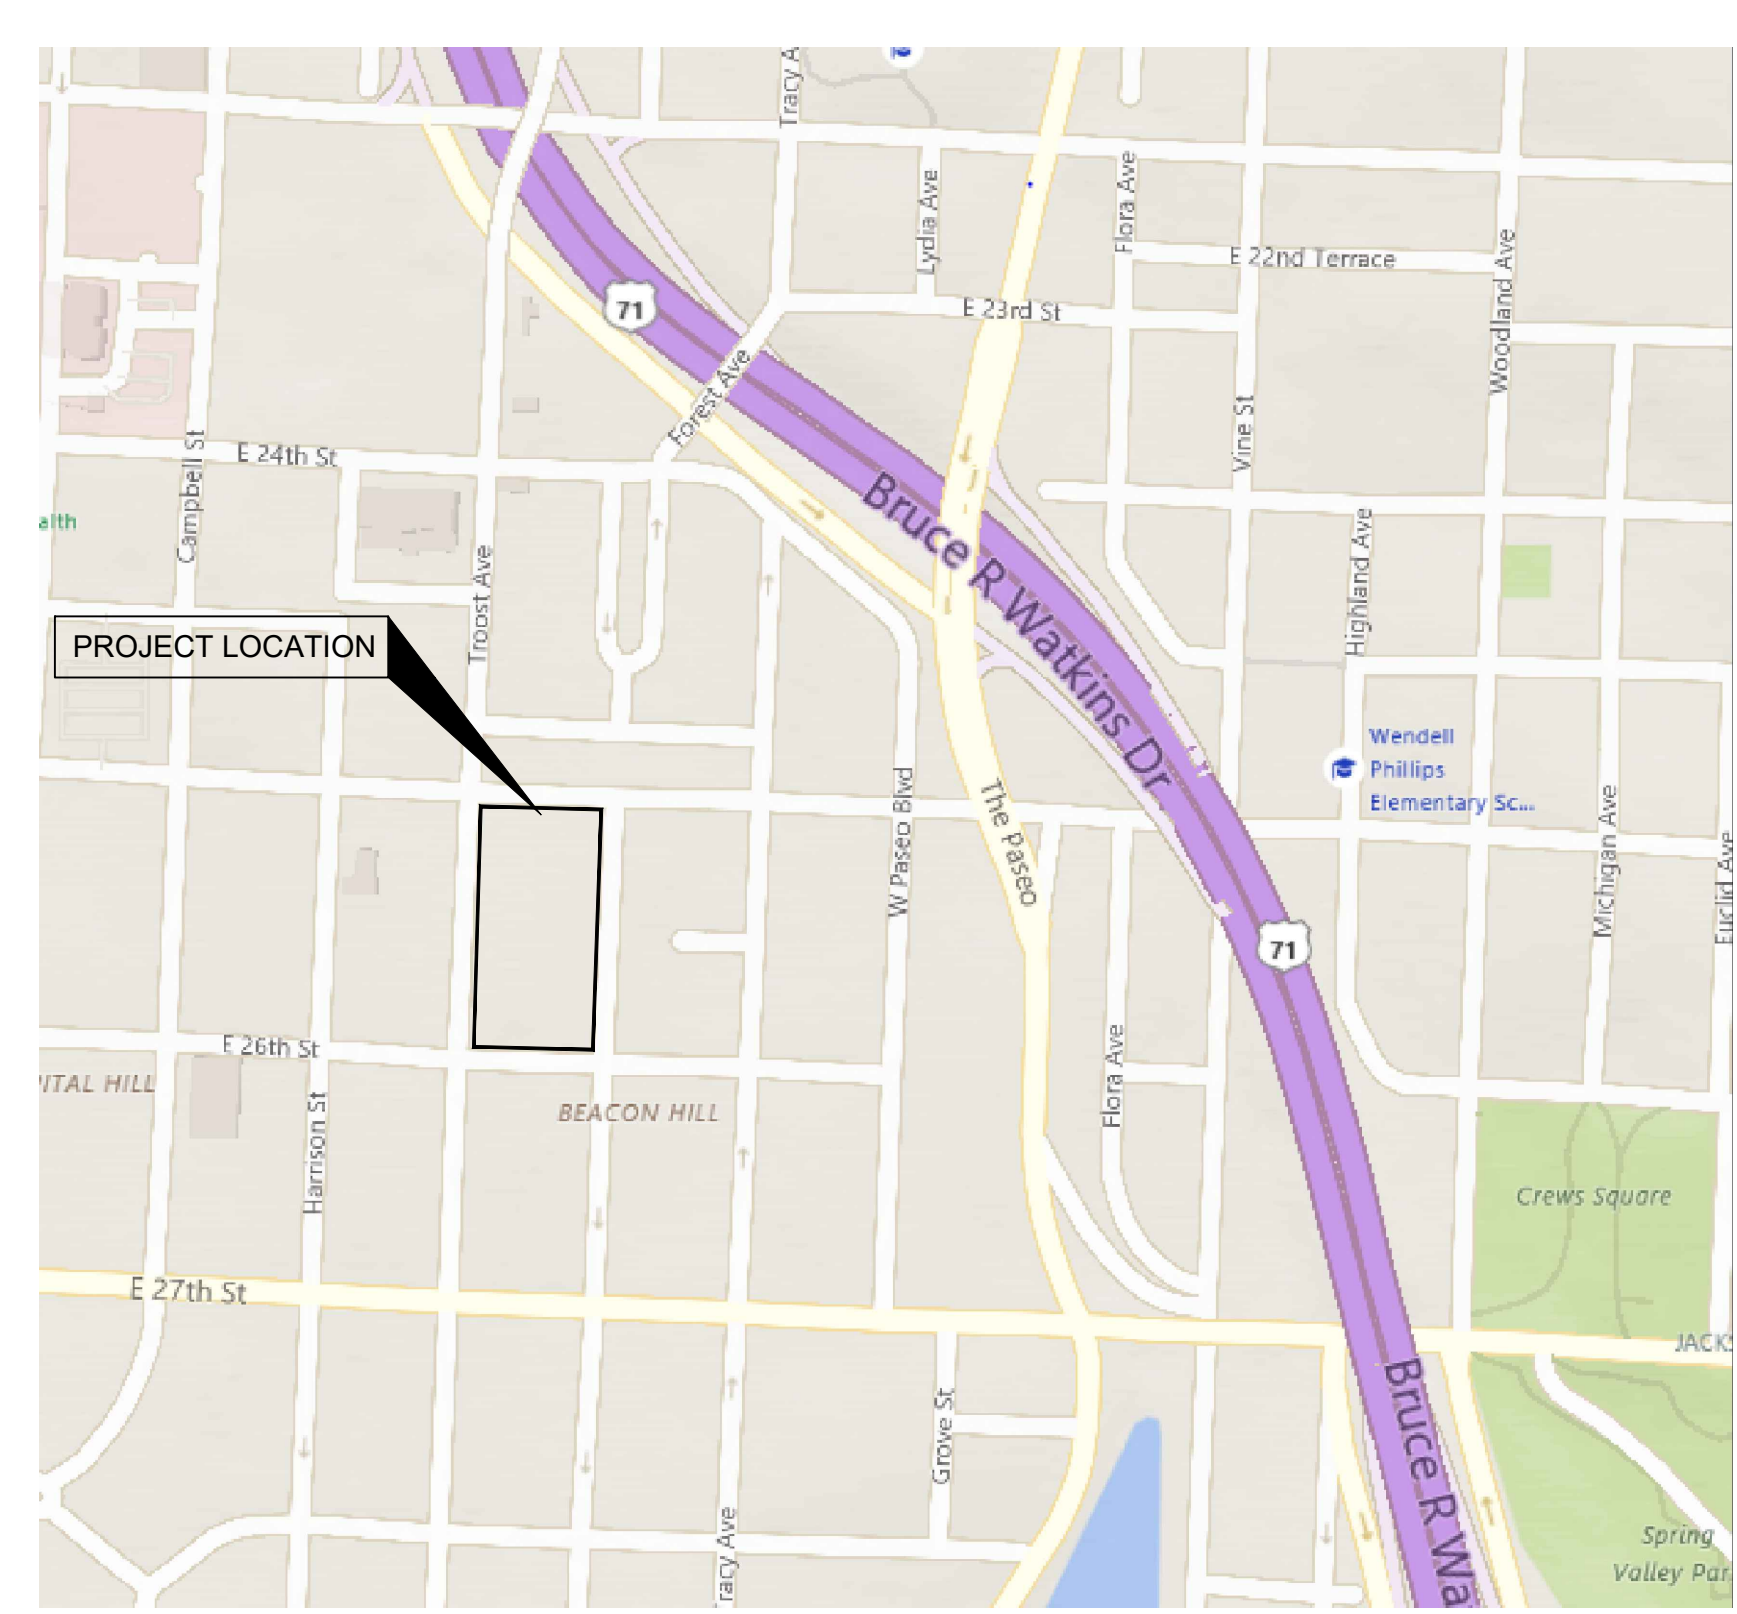 Tracy A
Lydia Ave
Flora Ave
E 22nd Terrace
Woodland Ave
71
E 23rd St
Forest Ave
Vine St
Campbell St
E 24th St
Bruce R Watkins Dr
alth
Highland Ave
Troost Ave
PROJECT LOCATION
Wendell
Phillips
Elementary Sc...
W Paseo Blvd
The Paseo
Michigan Ave
Euclid Ave
71
E 26th St
ITAL HILL
BEACON HILL
Harrison St
Flora Ave
Crews Square
E 27th St
JACKS
Grove St
Bruce R Wat
racy Ave
Spring
Valley Par